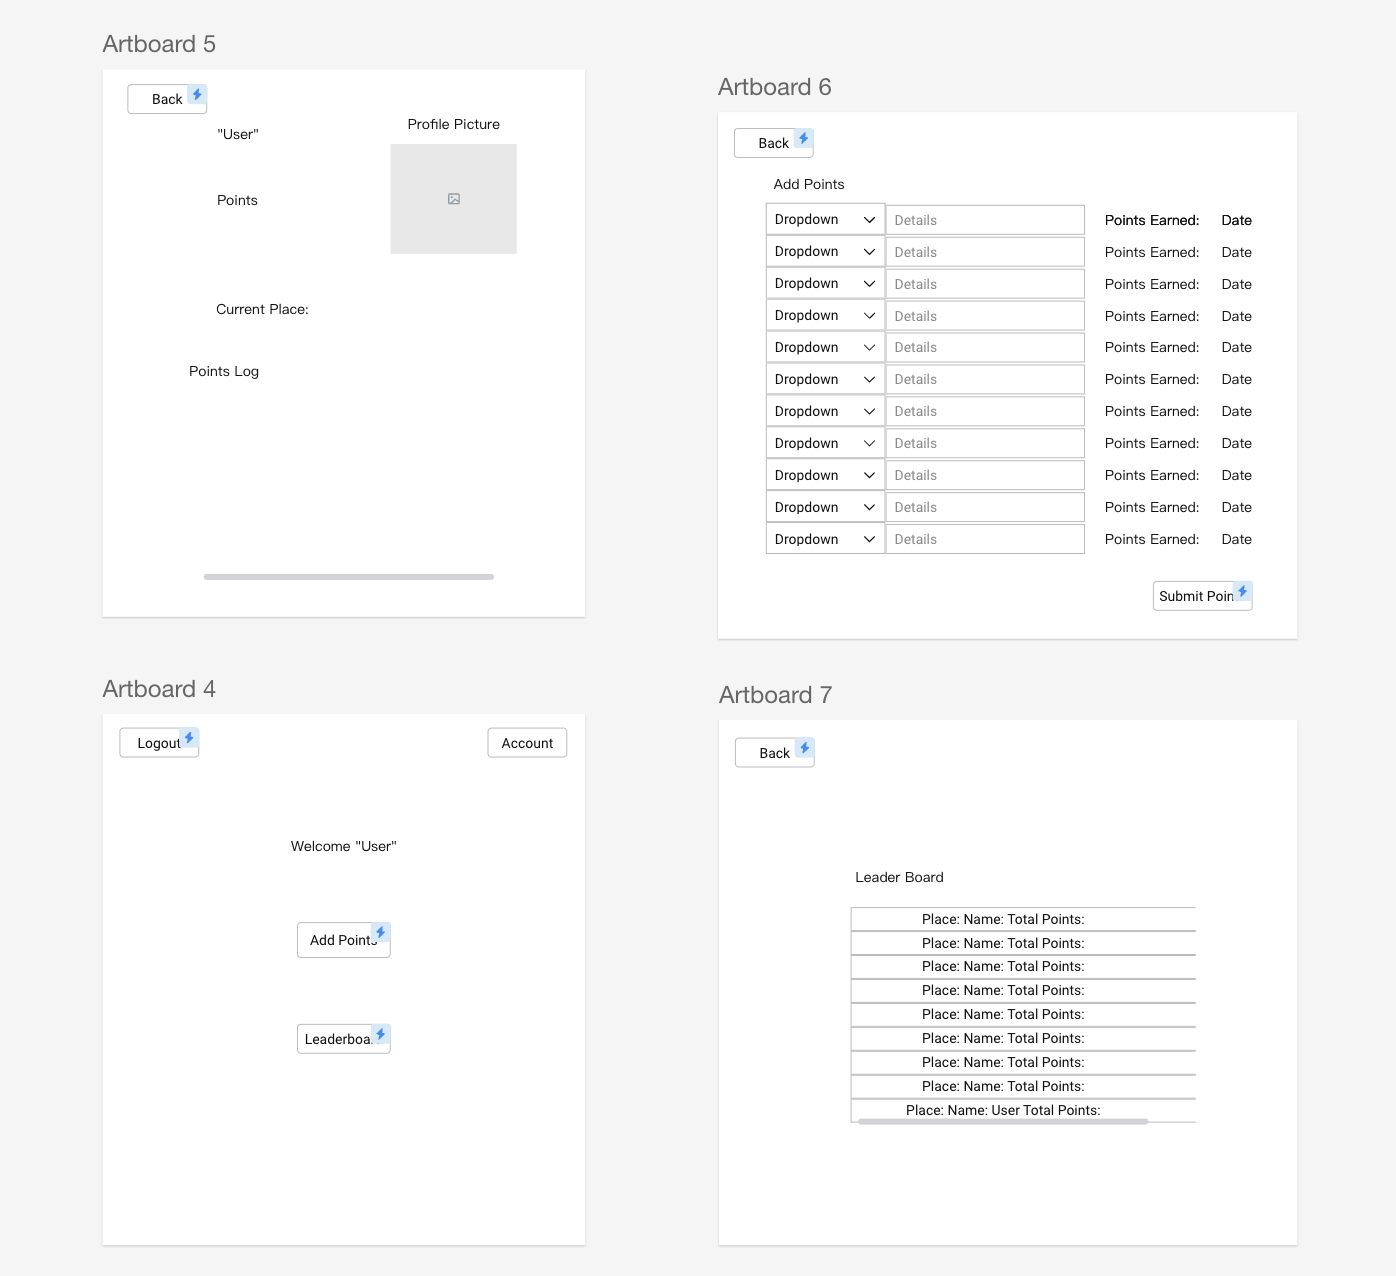 Artboard 5
Back
"User"
Profile Picture
Points
Current Place:
Points Log
Artboard 6
Back
Add Points
Dropdown Details Points Earned: Date
Dropdown Details Points Earned: Date
Dropdown Details Points Earned: Date
Dropdown Details Points Earned: Date
Dropdown Details Points Earned: Date
Dropdown Details Points Earned: Date
Dropdown Details Points Earned: Date
Dropdown Details Points Earned: Date
Dropdown Details Points Earned: Date
Dropdown Details Points Earned: Date
Dropdown Details Points Earned: Date
Submit Poin
Artboard 4
Logout
Account
Welcome "User"
Add Points
Leaderboa
Artboard 7
Back
Leader Board
Place: Name: Total Points:
Place: Name: Total Points:
Place: Name: Total Points:
Place: Name: Total Points:
Place: Name: Total Points:
Place: Name: Total Points:
Place: Name: Total Points:
Place: Name: Total Points:
Place: Name: User Total Points: